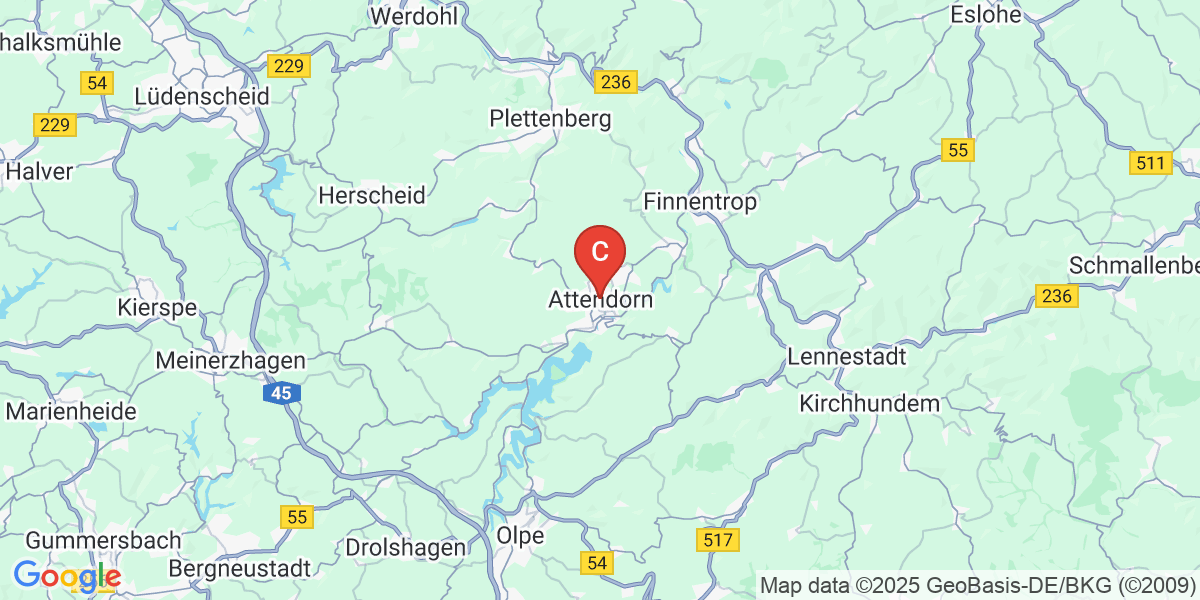 Werdohl
Eslohe
halksmühle
229
54
236
Lüdenscheid
Plettenberg
229
55
511
Halver
Herscheid
Finnentrop
C
Schmallenbe
Attendorn
236
Kierspe
Meinerzhagen
Lennestadt
45
Kirchhundem
Marienheide
55
Olpe
517
Gummersbach
Drolshagen
54
Bergneustadt
Google
Map data ©2025 GeoBasis-DE/BKG (©2009)